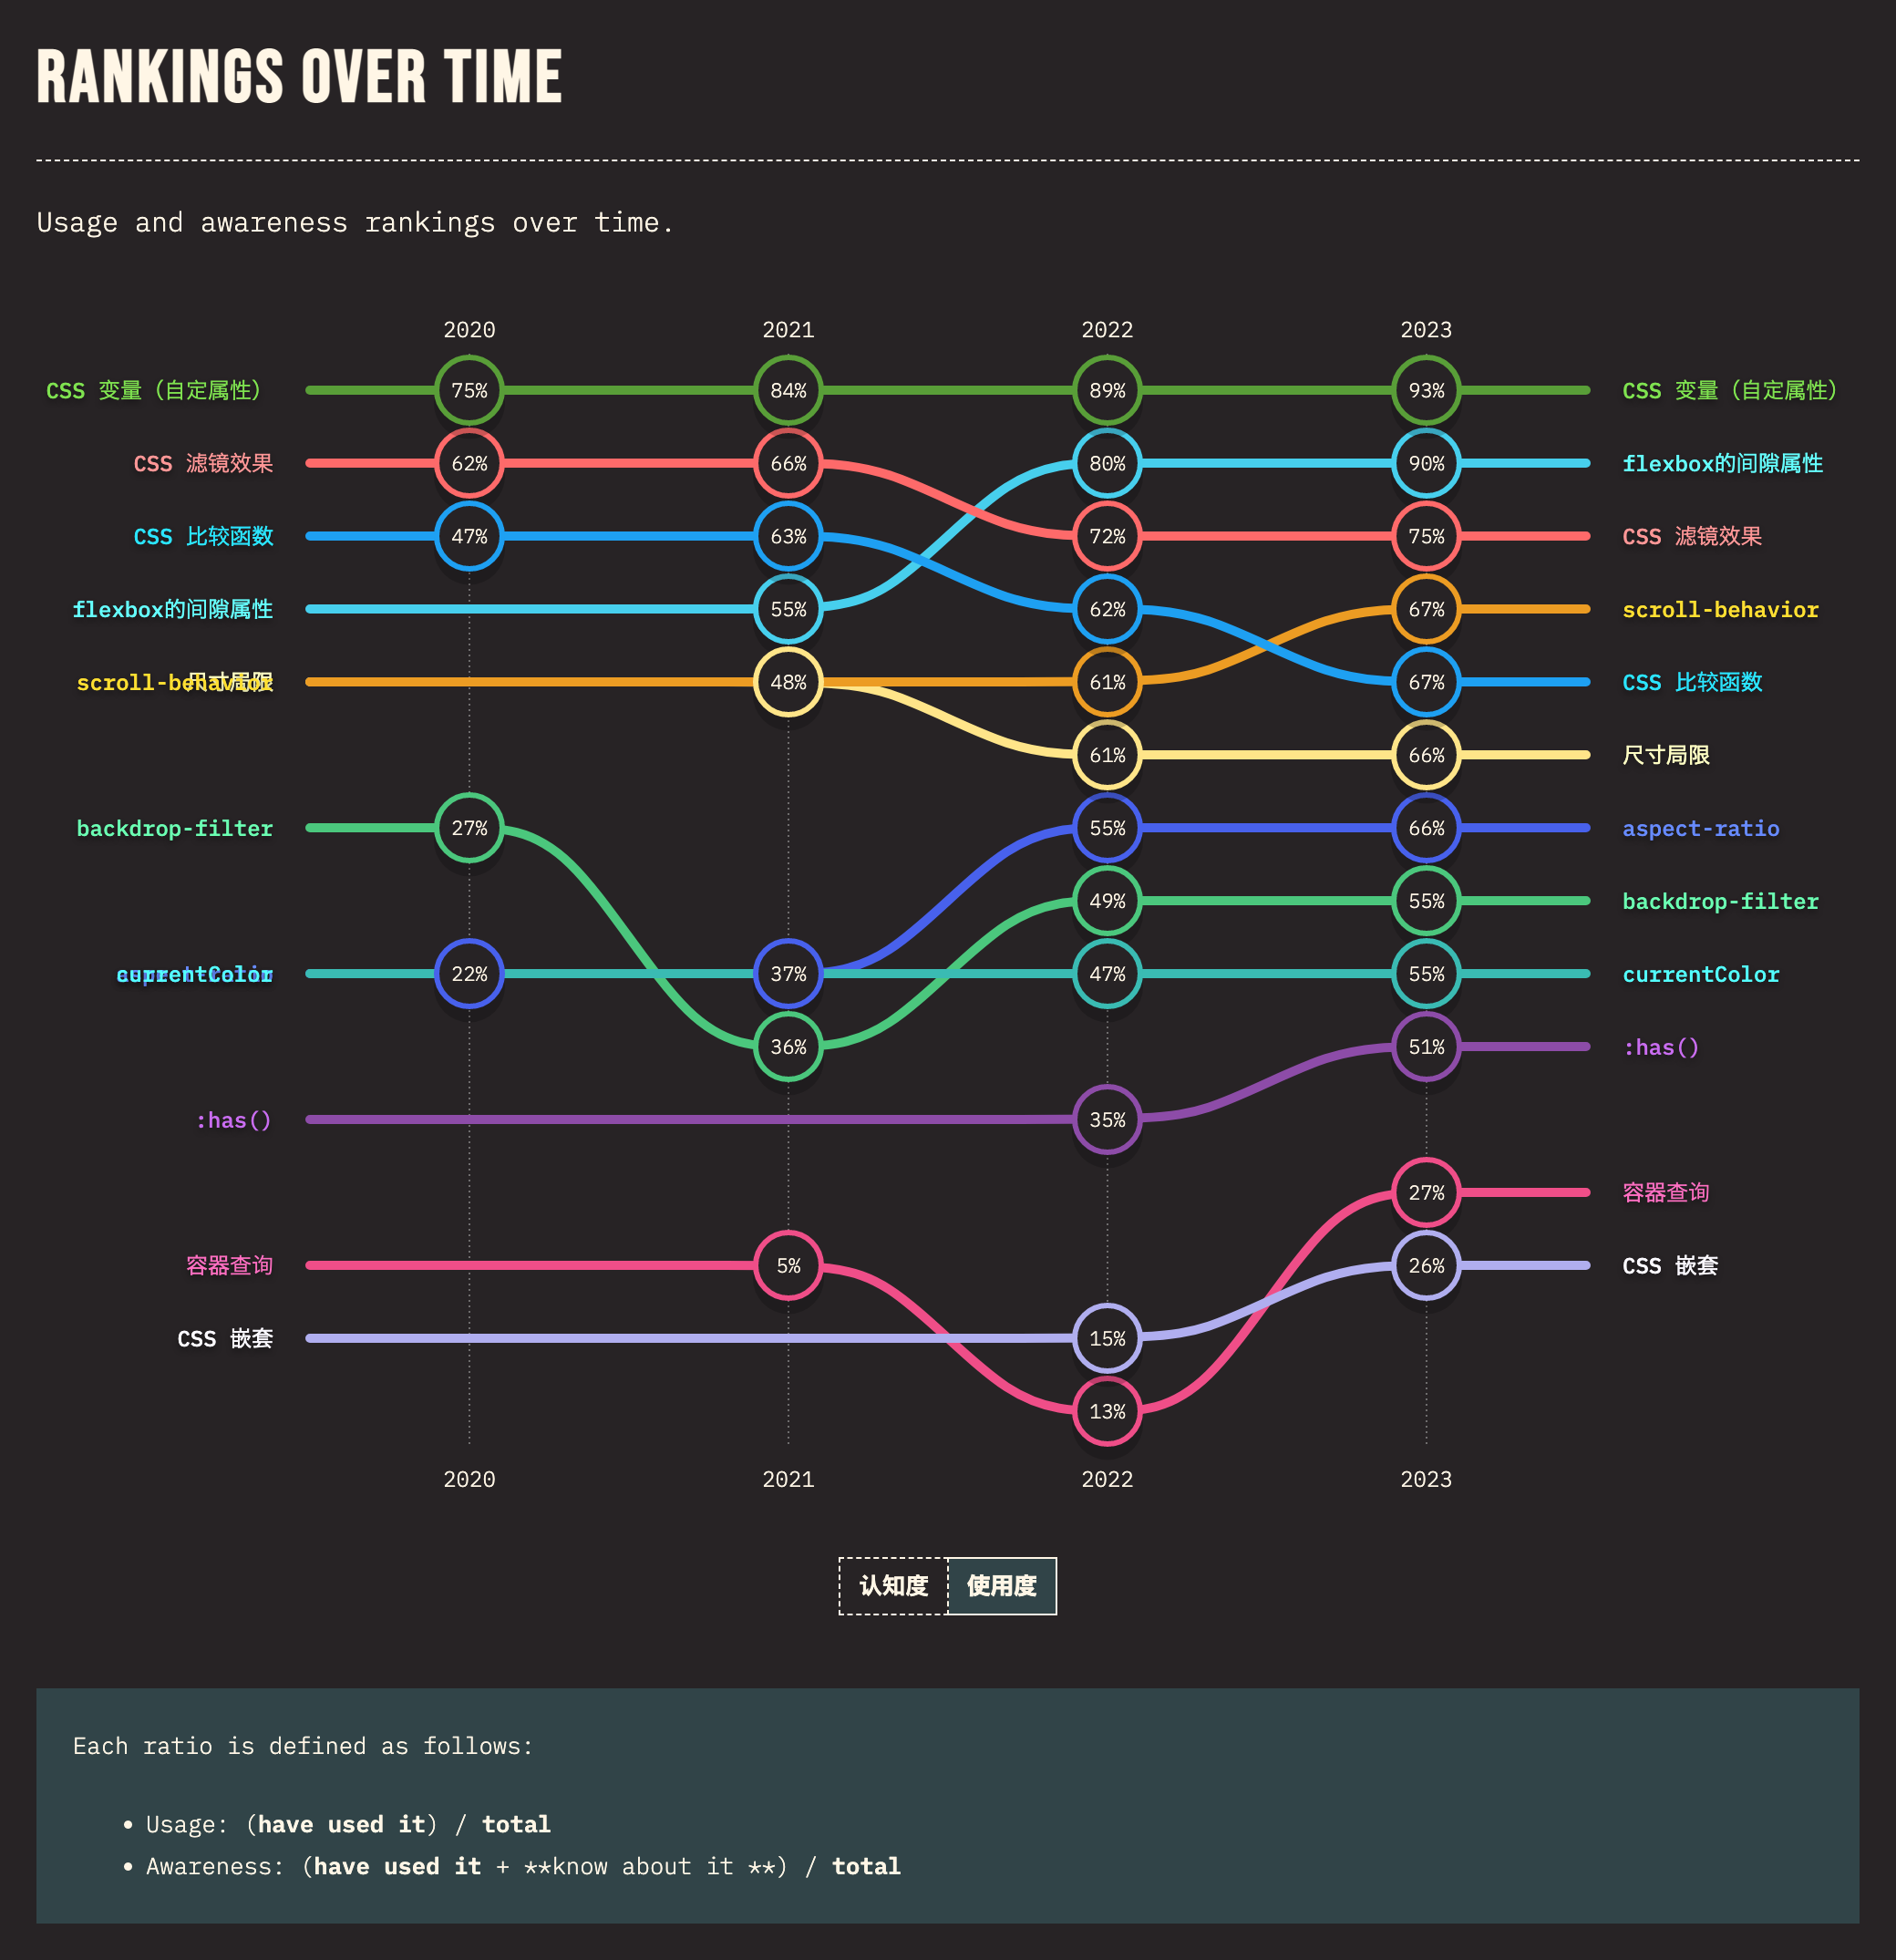 RANKINGS OVER TIME
Usage and awareness rankings over time.
2020 2021 2022 2023
CSS 变量（自定属性） 75% 84% 89% 93% CSS 变量（自定属性）
CSS 滤镜效果 62% 66% 80% 90% flexbox的间隙属性
CSS 比较函数 47% 63% 72% 75% CSS 滤镜效果
flexbox的间隙属性 55% 62% 67% scroll-behavior
scroll-behavior 尺寸局限 48% 61% 67% CSS 比较函数
61% 66% 尺寸局限
backdrop-filter 27% 55% 66% aspect-ratio
49% 55% backdrop-filter
currentColor 22% 37% 47% 55% currentColor
36% 51% :has()
:has() 35%
27% 容器查询
容器查询 5% 26% CSS 嵌套
CSS 嵌套 15%
13%
2020 2021 2022 2023
认知度 使用度
Each ratio is defined as follows:
• Usage: (have used it) / total
• Awareness: (have used it + **know about it **) / total